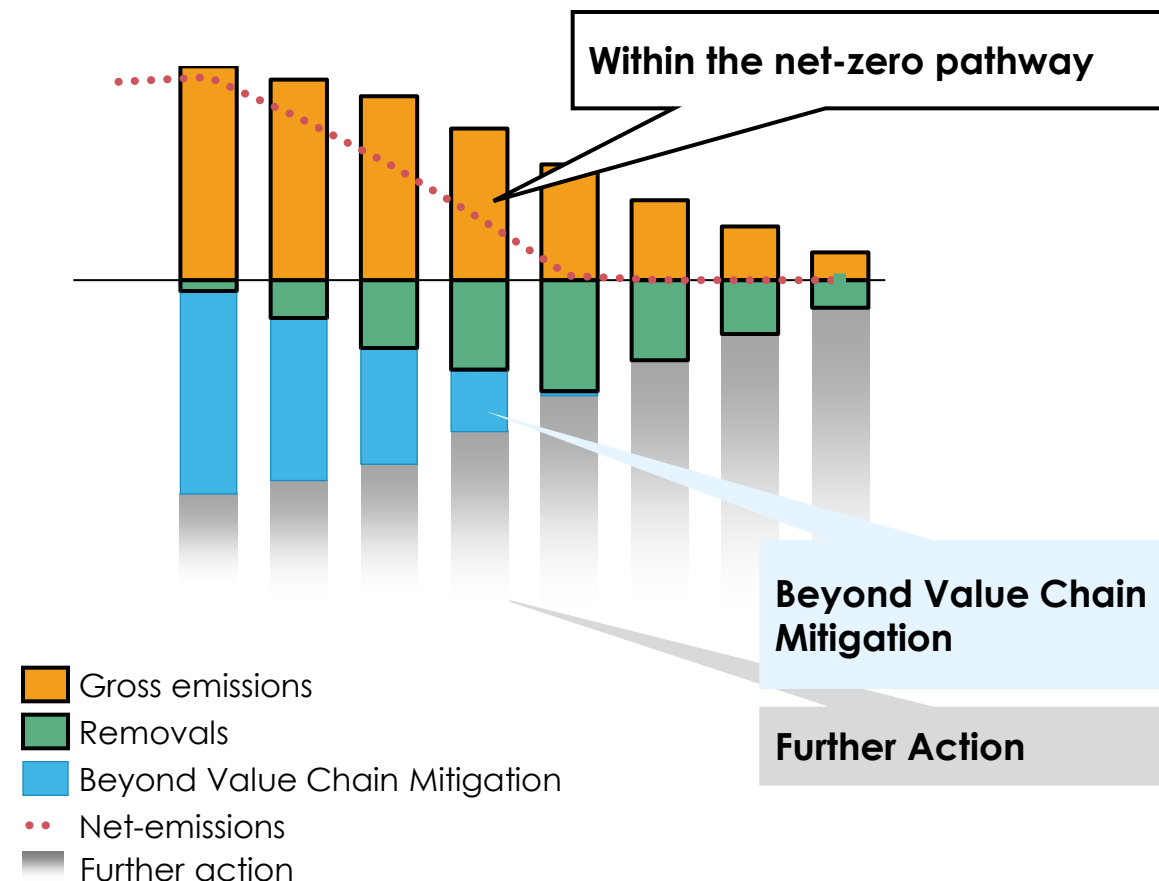 Within the net-zero pathway
Beyond Value Chain
Mitigation
Further Action
Gross emissions
Removals
Beyond Value Chain Mitigation
Net-emissions
Further action